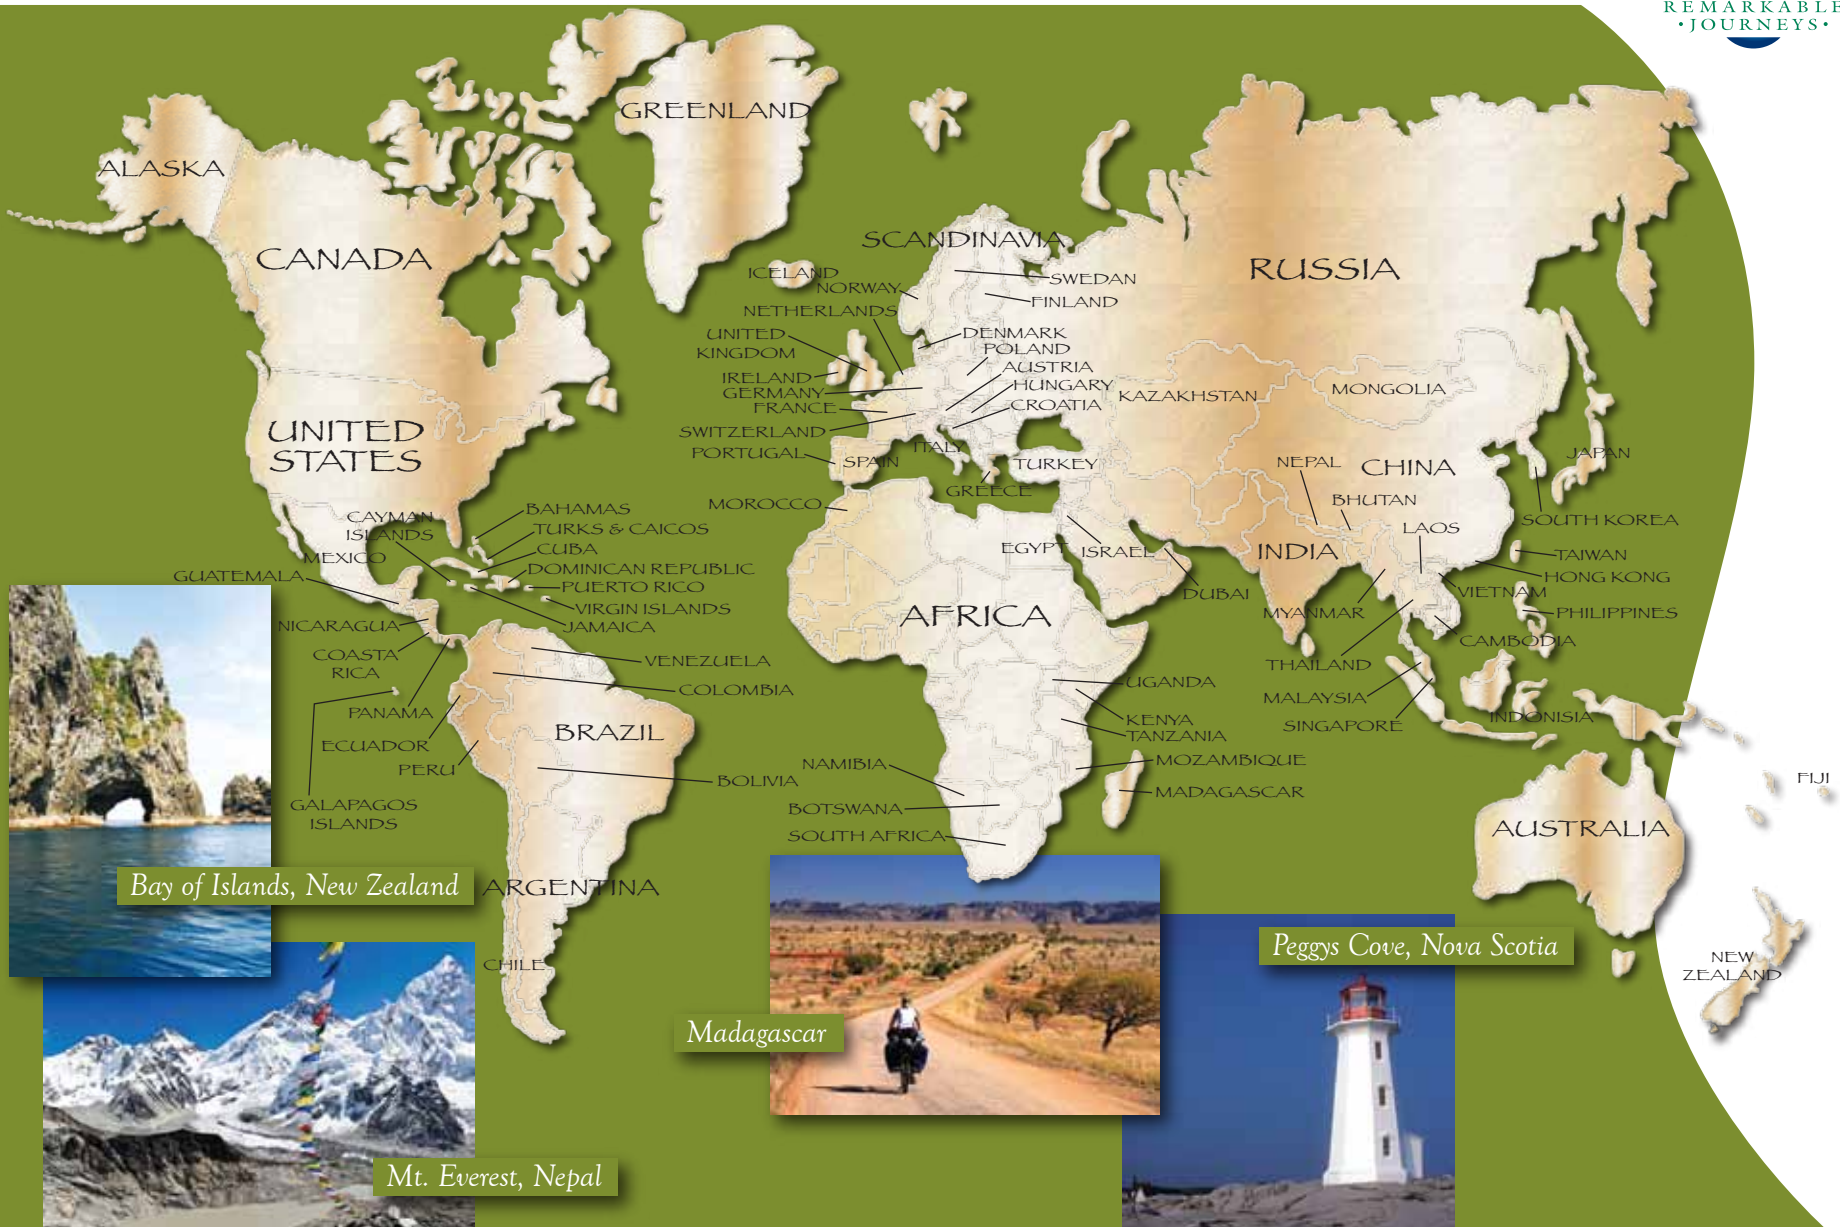 REMARKABLE
•JOURNEYS•
GREENLAND
ALASKA
CANADA
SCANDINAVIA
RUSSIA
ICELAND
SWEDAN
NORWAY
FINLAND
NETHERLANDS
UNITED
KINGDOM
DENMARK
POLAND
AUSTRIA
IRELAND
HUNGARY
GERMANY
KAZAKHSTAN
MONGOLIA
FRANCE
CROATIA
UNITED
STATES
SWITZERLAND
ITALY
PORTUGAL
SPAIN
TURKEY
NEPAL
CHINA
JAPAN
GREECE
BHUTAN
MOROCCO
BAHAMAS
CAYMAN
ISLANDS
TURKS & CAICOS
LAOS
SOUTH KOREA
CUBA
MEXICO
EGYPT
ISRAEL
INDIA
TAIWAN
DOMINICAN REPUBLIC
GUATEMALA
HONG KONG
PUERTO RICO
DUBAI
VIETNAM
VIRGIN ISLANDS
AFRICA
MYANMAR
PHILIPPINES
NICARAGUA
JAMAICA
CAMBODIA
COASTA
RICA
VENEZUELA
THAILAND
COLOMBIA
UGANDA
MALAYSIA
PANAMA
KENYA
SINGAPORE
INDONISIA
BRAZIL
TANZANIA
ECUADOR
PERU
NAMIBIA
MOZAMBIQUE
BOLIVIA
FIJI
MADAGASCAR
GALAPAGOS
ISLANDS
BOTSWANA
SOUTH AFRICA
AUSTRALIA
Bay of Islands, New Zealand
ARGENTINA
Peggys Cove, Nova Scotia
CHILE
NEW
ZEALAND
Madagascar
Mt. Everest, Nepal